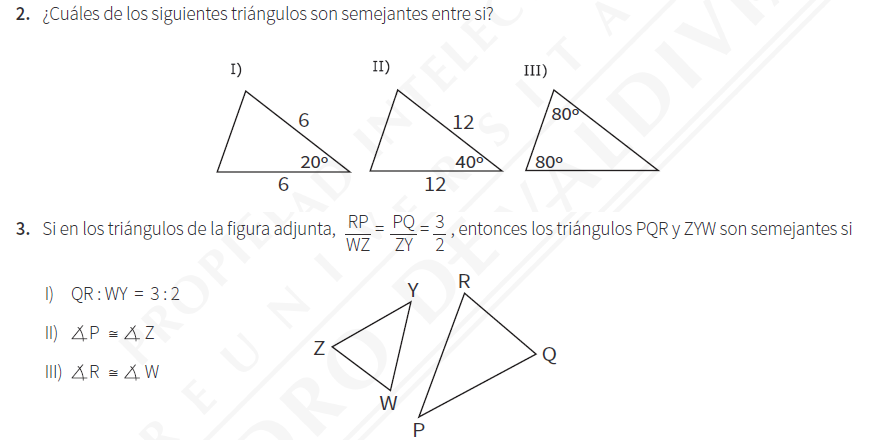 2. ¿Cuáles de los siguientes triángulos son semejantes entre si?
I) II) III)
6 20º 6
12 40º 12
80º 80º
3. Si en los triángulos de la figura adjunta, RP/WZ = PQ/ZY = 3/2, entonces los triángulos PQR y ZYW son semejantes si
I) QR : WY = 3 : 2
II) ∡P ≅ ∡Z
III) ∡R ≅ ∡W
Y R
Z Q
W
P